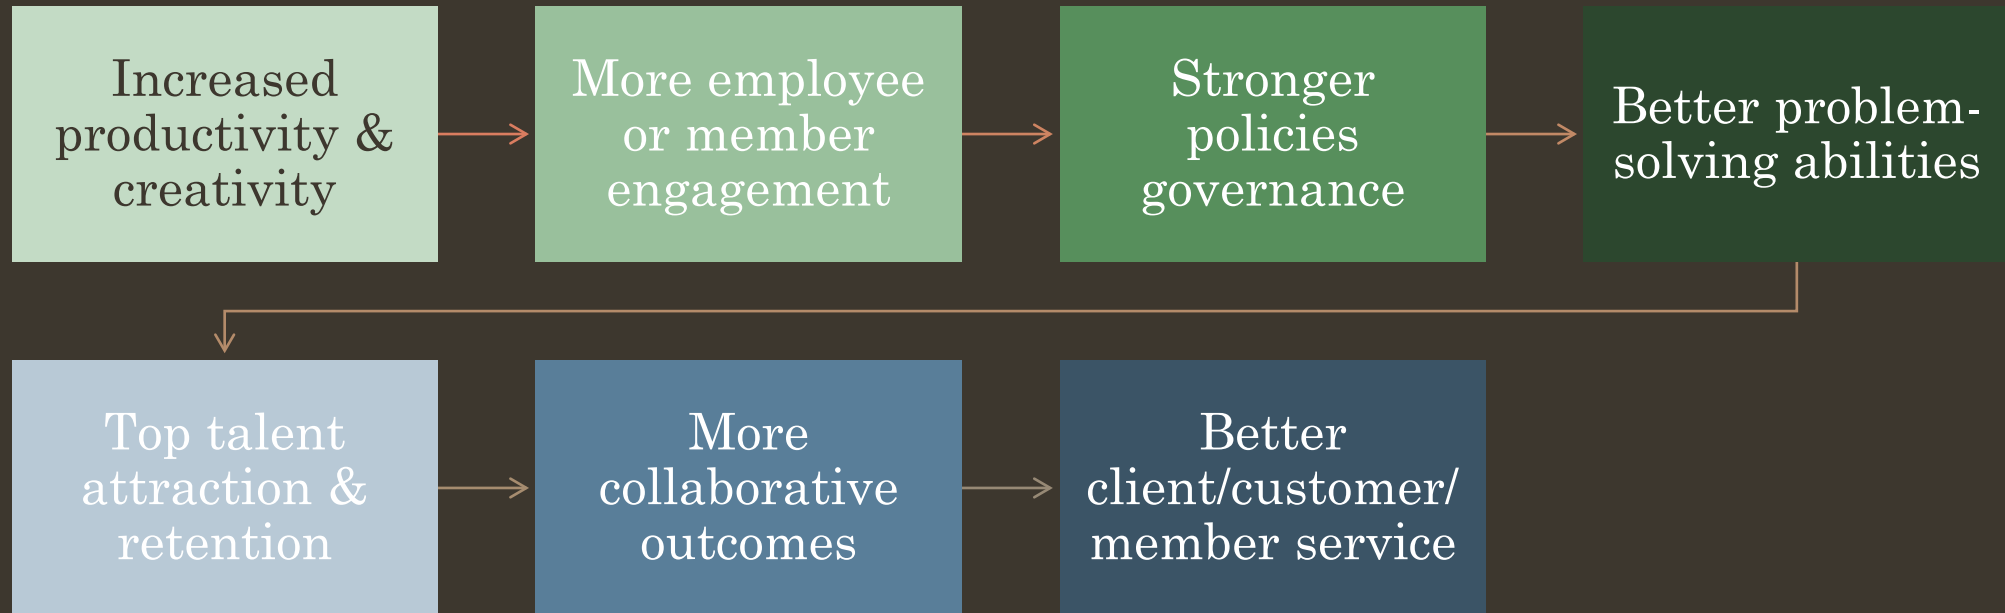 Increased
productivity &
creativity
More employee
or member
engagement
Stronger
policies
governance
Better problem-
solving abilities
Top talent
attraction &
retention
More
collaborative
outcomes
Better
client/customer/
member service